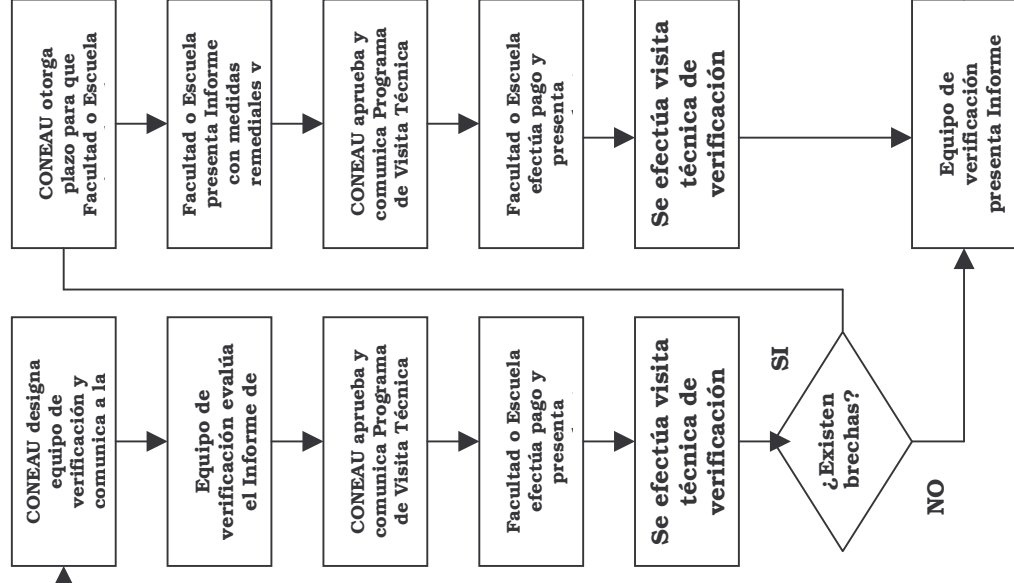 CONEAU designa
equipo de
verificación y
comunica a la
Equipo de
verificación evalúa
el Informe de
CONEAU aprueba y
comunica Programa
de Visita Técnica
Facultad o Escuela
efectúa pago y
presenta
Se efectúa visita
técnica de
verificación
¿Existen
brechas?
SI
NO
CONEAU otorga
plazo para que
Facultad o Escuela
Facultad o Escuela
presenta Informe
con medidas
remediales
CONEAU aprueba y
comunica Programa
de Visita Técnica
Facultad o Escuela
efectúa pago y
presenta
Se efectúa visita
técnica de
verificación
Equipo de
verificación
presenta Informe